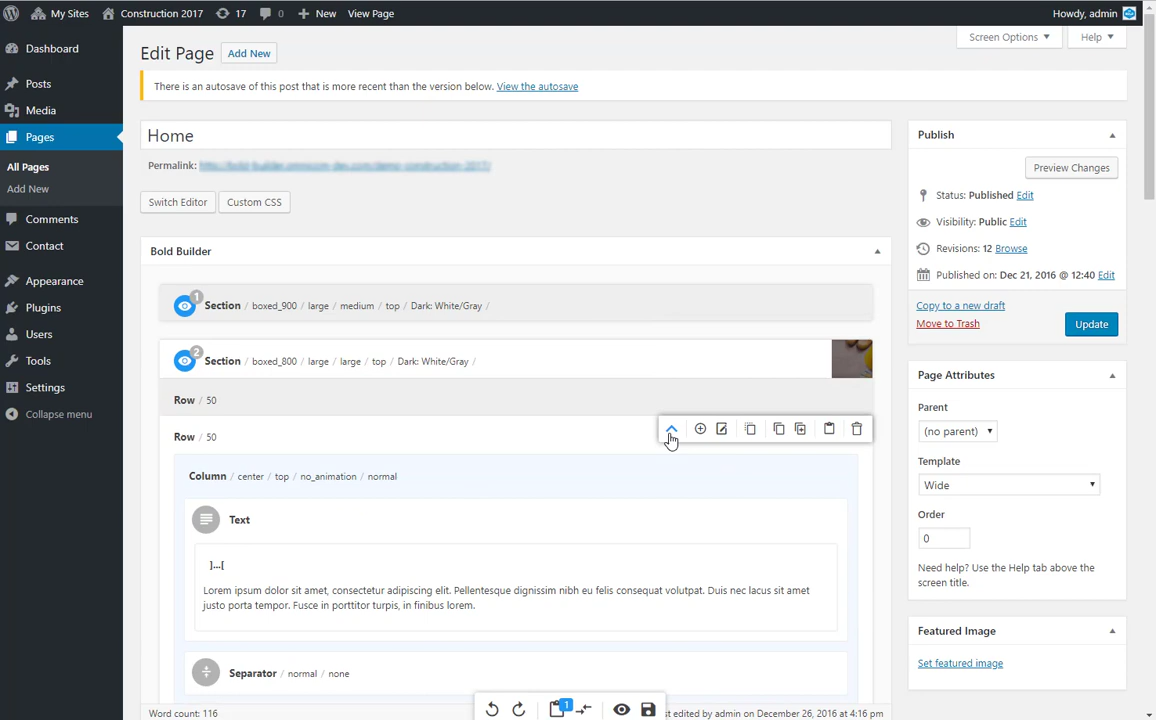 My Sites Construction 2017 17 0 New View Page Howdy, admin
Screen Options Help
Dashboard
Posts
Media
Pages
All Pages
Add New
Comments
Contact
Appearance
Plugins
Users
Tools
Settings
Collapse menu
Edit Page Add New
There is an autosave of this post that is more recent than the version below. View the autosave
Home
Permalink:
Switch Editor Custom CSS
Bold Builder
1
Section / boxed_900 / large / medium / top / Dark: White/Gray /
2
Section / boxed_800 / large / large / top / Dark: White/Gray /
Row / 50
Row / 50
Column / center / top / no_animation / normal
Text
]...[
Lorem ipsum dolor sit amet, consectetur adipiscing elit. Pellentesque dignissim nibh eu felis consequat volutpat. Duis nec lacus sit amet
justo porta tempor. Fusce in porttitor turpis, in finibus lorem.
Separator / normal / none
1
Word count: 116
st edited by admin on December 26, 2016 at 4:16 pm
Publish
Preview Changes
Status: Published Edit
Visibility: Public Edit
Revisions: 12 Browse
Published on: Dec 21, 2016 @ 12:40 Edit
Copy to a new draft
Move to Trash
Update
Page Attributes
Parent
(no parent)
Template
Wide
Order
0
Need help? Use the Help tab above the
screen title.
Featured Image
Set featured image